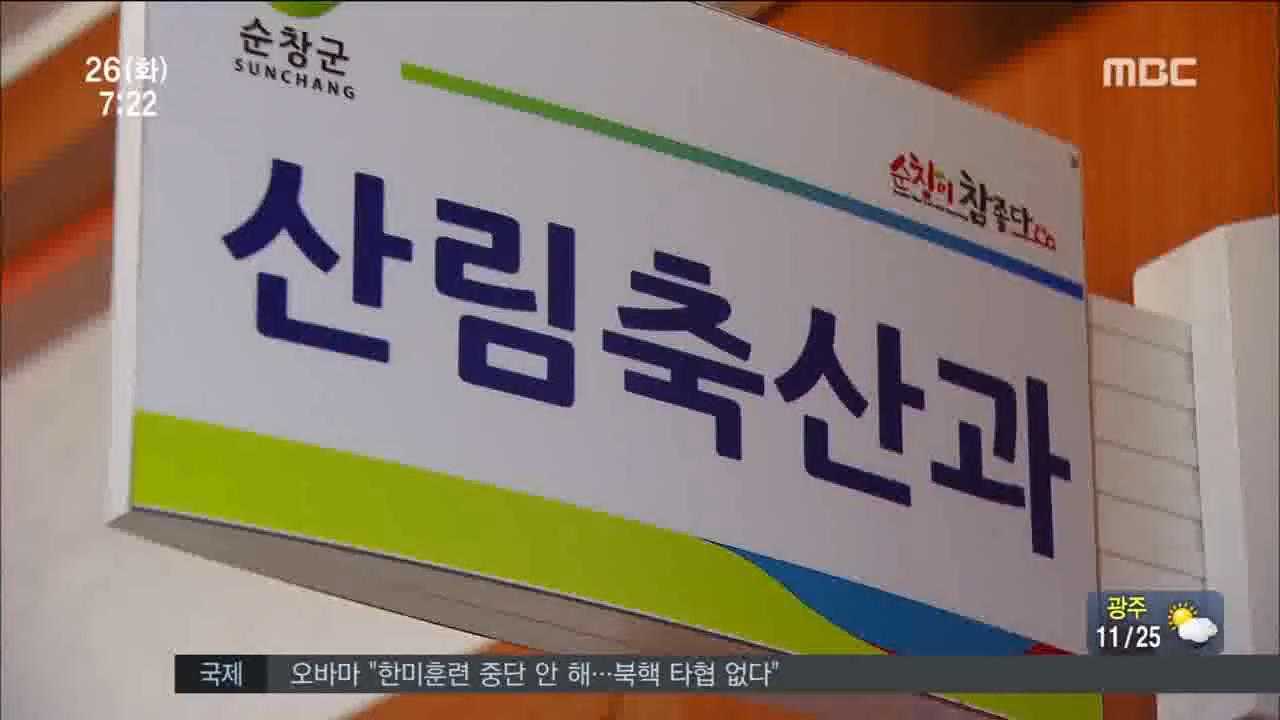 26(화)
7:22
MBC
순창군
SUNCHANG
순창이 참 좋다
산림축산과
광주
11/25
국제 오바마 "한미훈련 중단 안 해...북핵 타협 없다"